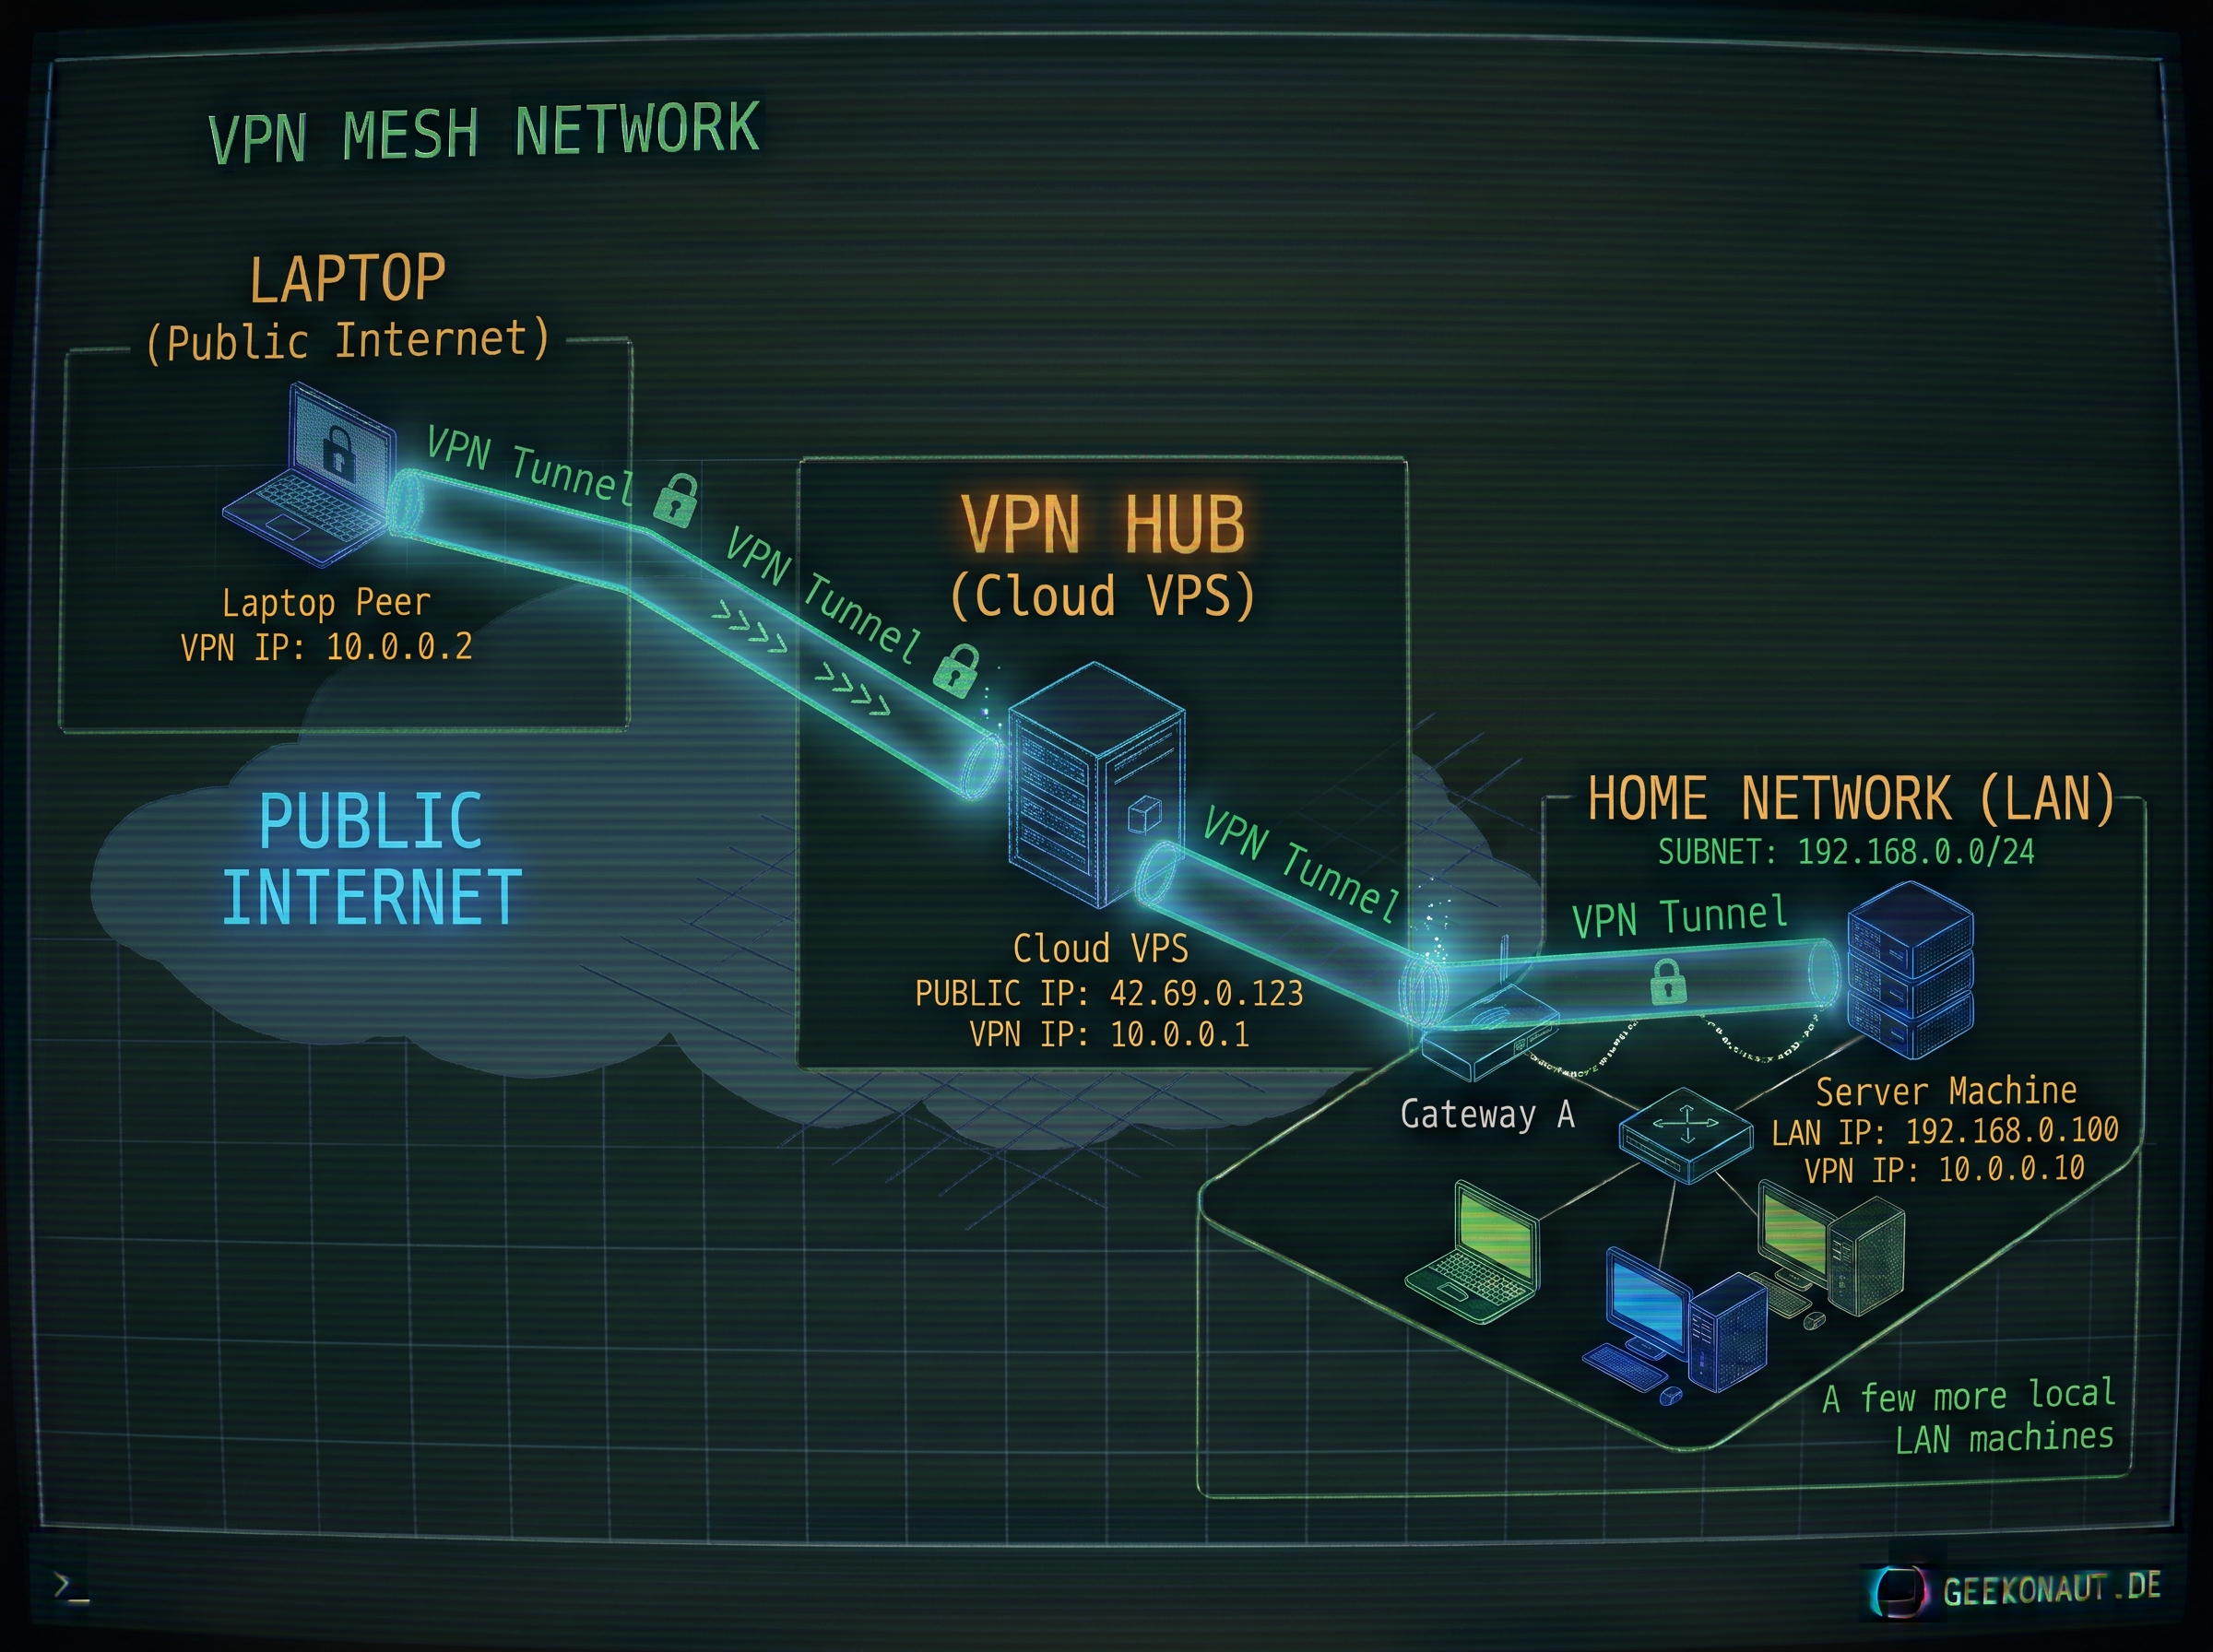 VPN MESH NETWORK
LAPTOP
(Public Internet)
VPN Tunnel
Laptop Peer
VPN IP: 10.0.0.2
VPN Tunnel
>>>> >>>>
PUBLIC
INTERNET
VPN HUB
(Cloud VPS)
Cloud VPS
PUBLIC IP: 42.69.0.123
VPN IP: 10.0.0.1
VPN Tunnel
HOME NETWORK (LAN)
SUBNET: 192.168.0.0/24
VPN Tunnel
Gateway A
Server Machine
LAN IP: 192.168.0.100
VPN IP: 10.0.0.10
A few more local
LAN machines
>_
GEEKONAUT.DE